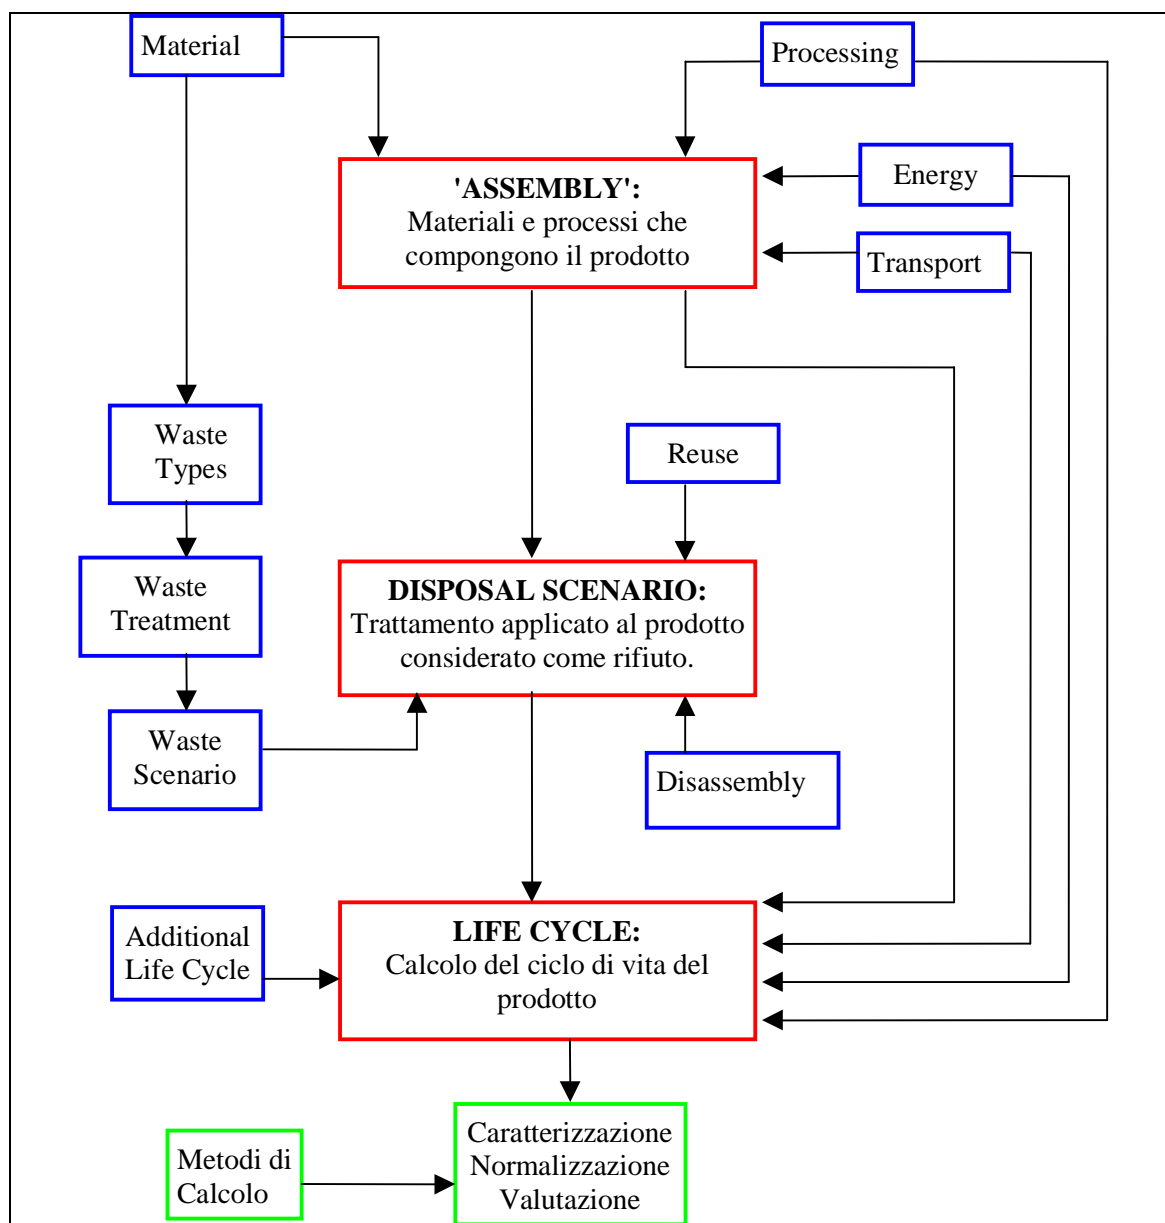 Material
Processing
'ASSEMBLY':
Materiali e processi che
compongono il prodotto
Energy
Transport
Waste
Types
Reuse
Waste
Treatment
DISPOSAL SCENARIO:
Trattamento applicato al prodotto
considerato come rifiuto.
Waste
Scenario
Disassembly
Additional
Life Cycle
LIFE CYCLE:
Calcolo del ciclo di vita del
prodotto
Metodi di
Calcolo
Caratterizzazione
Normalizzazione
Valutazione